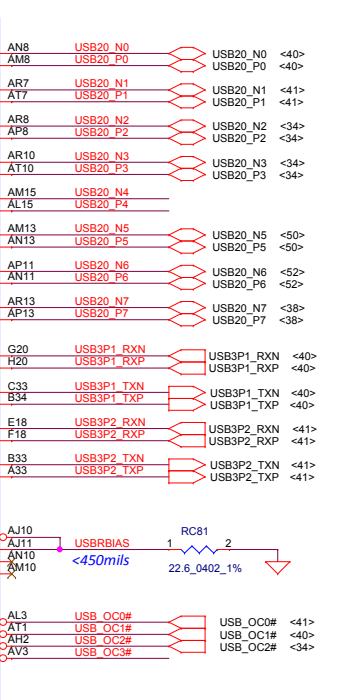 AN8 USB20_N0 USB20_N0 <40>
AM8 USB20_P0 USB20_P0 <40>
AR7 USB20_N1 USB20_N1 <41>
AT7 USB20_P1 USB20_P1 <41>
AR8 USB20_N2 USB20_N2 <34>
AP8 USB20_P2 USB20_P2 <34>
AR10 USB20_N3 USB20_N3 <34>
AT10 USB20_P3 USB20_P3 <34>
AM15 USB20_N4
AL15 USB20_P4
AM13 USB20_N5 USB20_N5 <50>
AN13 USB20_P5 USB20_P5 <50>
AP11 USB20_N6 USB20_N6 <52>
AN11 USB20_P6 USB20_P6 <52>
AR13 USB20_N7 USB20_N7 <38>
AP13 USB20_P7 USB20_P7 <38>
G20 USB3P1_RXN USB3P1_RXN <40>
H20 USB3P1_RXP USB3P1_RXP <40>
C33 USB3P1_TXN USB3P1_TXN <40>
B34 USB3P1_TXP USB3P1_TXP <40>
E18 USB3P2_RXN USB3P2_RXN <41>
F18 USB3P2_RXP USB3P2_RXP <41>
B33 USB3P2_TXN USB3P2_TXN <41>
A33 USB3P2_TXP USB3P2_TXP <41>
AJ10 RC81
AJ11 USBRBIAS 1 2
AN10 <450mils
AM10 22.6_0402_1%
AL3 USB_OC0# USB_OC0# <41>
AT1 USB_OC1# USB_OC1# <40>
AH2 USB_OC2# USB_OC2# <34>
AV3 USB_OC3#